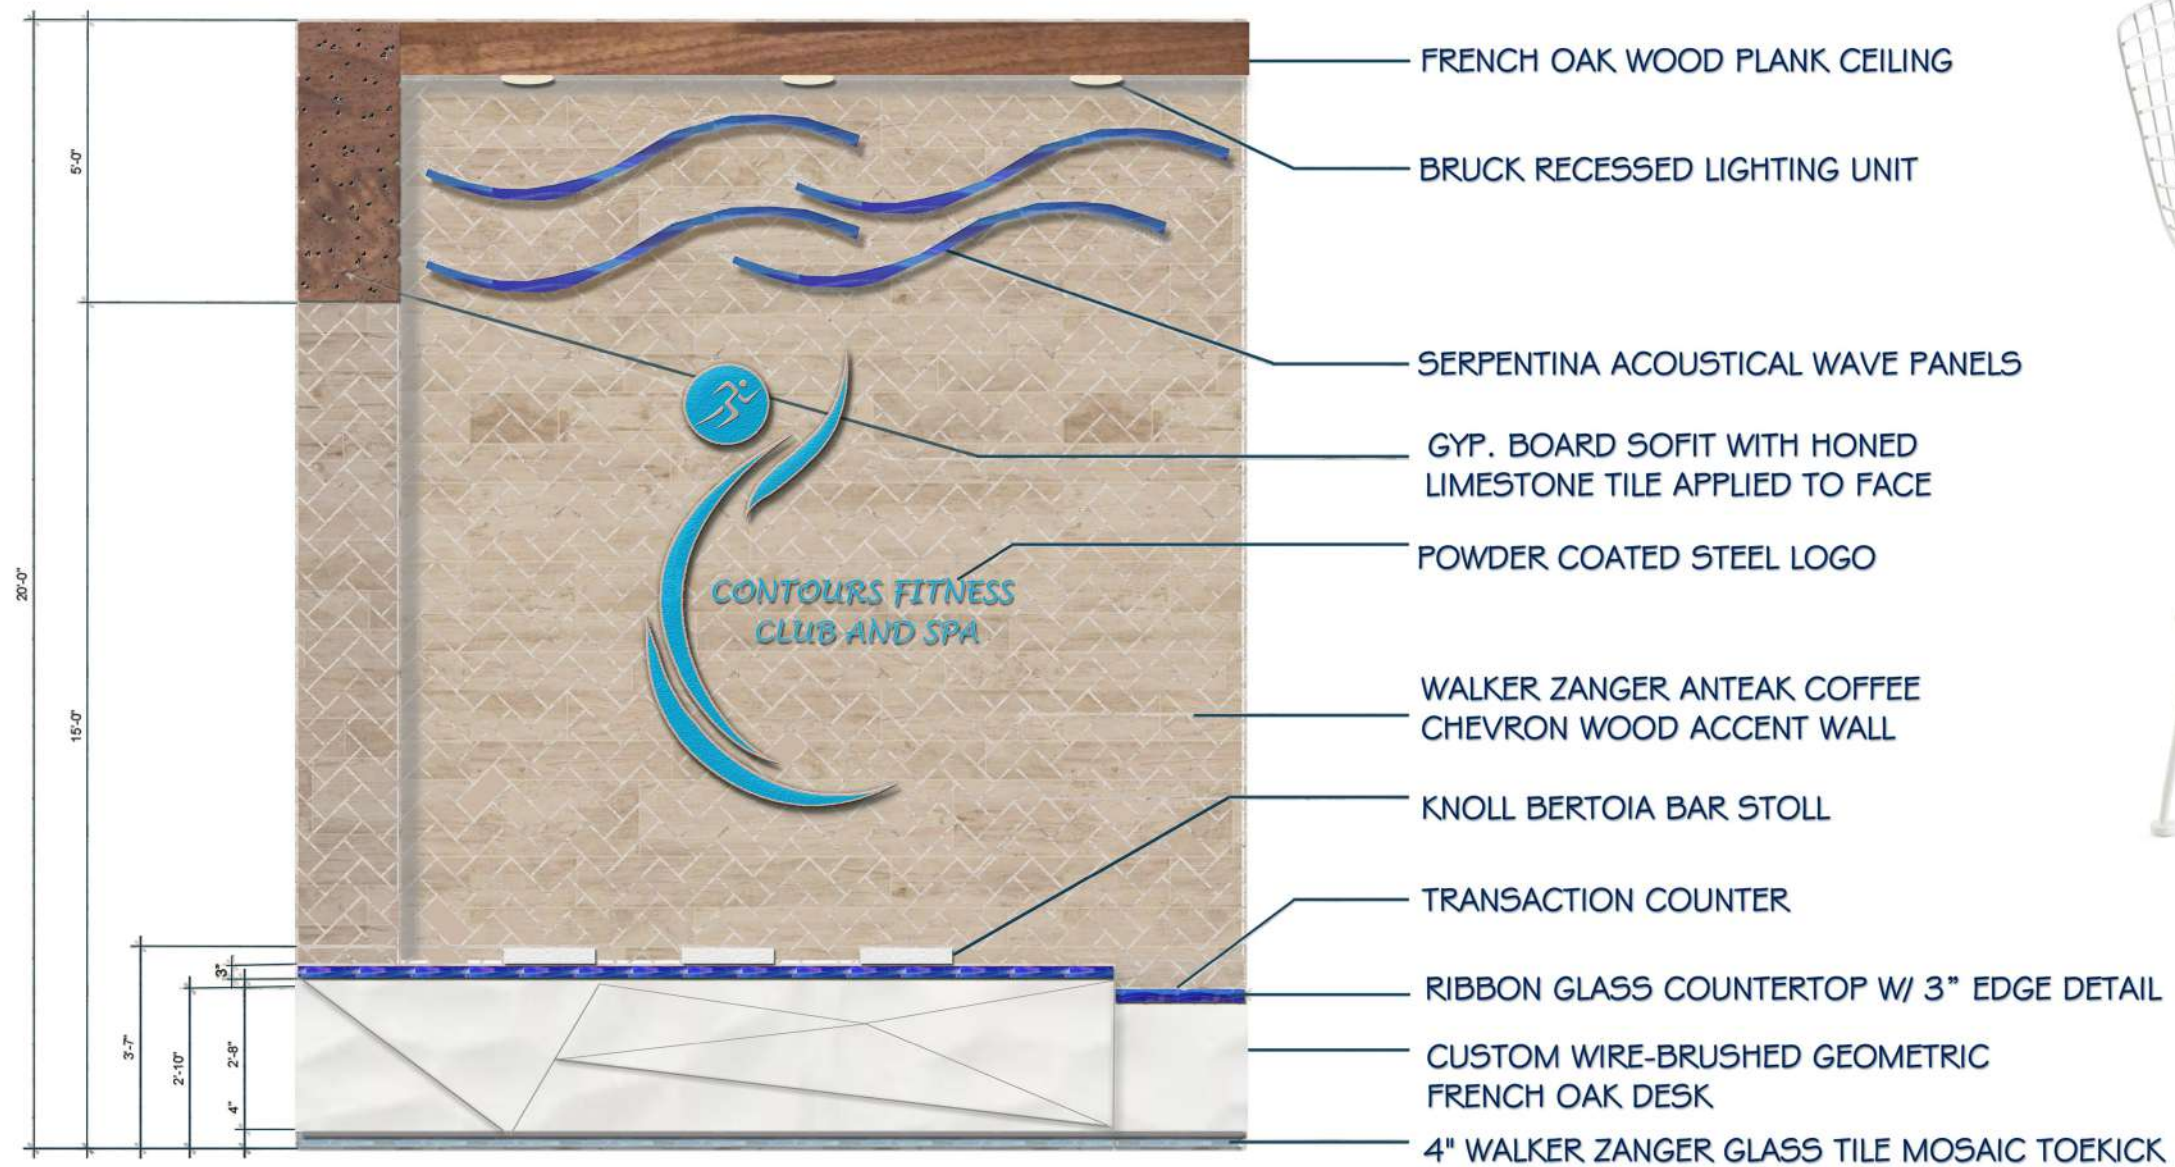 FRENCH OAK WOOD PLANK CEILING
BRUCK RECESSED LIGHTING UNIT
SERPENTINA ACOUSTICAL WAVE PANELS
GYP. BOARD SOFIT WITH HONED
LIMESTONE TILE APPLIED TO FACE
POWDER COATED STEEL LOGO
WALKER ZANGER ANTEAK COFFEE
CHEVRON WOOD ACCENT WALL
KNOLL BERTOIA BAR STOLL
TRANSACTION COUNTER
RIBBON GLASS COUNTERTOP W/ 3" EDGE DETAIL
CUSTOM WIRE-BRUSHED GEOMETRIC
FRENCH OAK DESK
4" WALKER ZANGER GLASS TILE MOSAIC TOEKICK
CONTOURS FITNESS
CLUB AND SPA
20'-0"
5'-0"
15'-0"
3'-7"
2'-10"
3"
2'-8"
4"